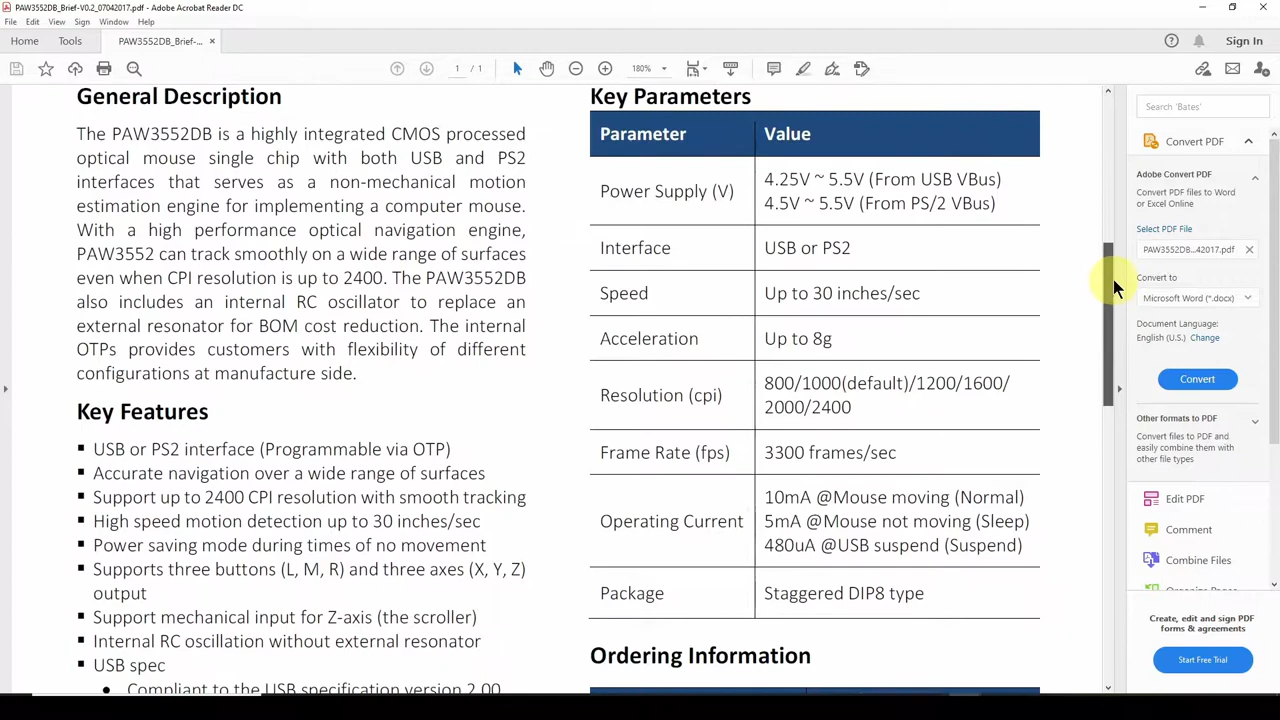 PAW3552DB_Brief-V0.2_07042017.pdf - Adobe Acrobat Reader DC
File Edit View Sign Window Help
Home Tools PAW3552DB_Brief-... × Sign In
1 / 1 180%
General Description
The PAW3552DB is a highly integrated CMOS processed
optical mouse single chip with both USB and PS2
interfaces that serves as a non-mechanical motion
estimation engine for implementing a computer mouse.
With a high performance optical navigation engine,
PAW3552 can track smoothly on a wide range of surfaces
even when CPI resolution is up to 2400. The PAW3552DB
also includes an internal RC oscillator to replace an
external resonator for BOM cost reduction. The internal
OTPs provides customers with flexibility of different
configurations at manufacture side.
Key Features
▪ USB or PS2 interface (Programmable via OTP)
▪ Accurate navigation over a wide range of surfaces
▪ Support up to 2400 CPI resolution with smooth tracking
▪ High speed motion detection up to 30 inches/sec
▪ Power saving mode during times of no movement
▪ Supports three buttons (L, M, R) and three axes (X, Y, Z)
output
▪ Support mechanical input for Z-axis (the scroller)
▪ Internal RC oscillation without external resonator
▪ USB spec
● Compliant to the USB specification version 2.00
Key Parameters
Parameter Value
Power Supply (V) 4.25V ~ 5.5V (From USB VBus)
4.5V ~ 5.5V (From PS/2 VBus)
Interface USB or PS2
Speed Up to 30 inches/sec
Acceleration Up to 8g
Resolution (cpi) 800/1000(default)/1200/1600/
2000/2400
Frame Rate (fps) 3300 frames/sec
Operating Current 10mA @Mouse moving (Normal)
5mA @Mouse not moving (Sleep)
480uA @USB suspend (Suspend)
Package Staggered DIP8 type
Ordering Information
Search 'Bates'
Convert PDF
Adobe Convert PDF
Convert PDF files to Word
or Excel Online
Select PDF File
PAW3552D8...42017.pdf
Convert to
Microsoft Word (*.docx)
Document Language:
English (U.S.) Change
Convert
Other formats to PDF
Convert files to PDF and
easily combine them with
other file types
Edit PDF
Comment
Combine Files
Create, edit and sign PDF
forms & agreements
Start Free Trial